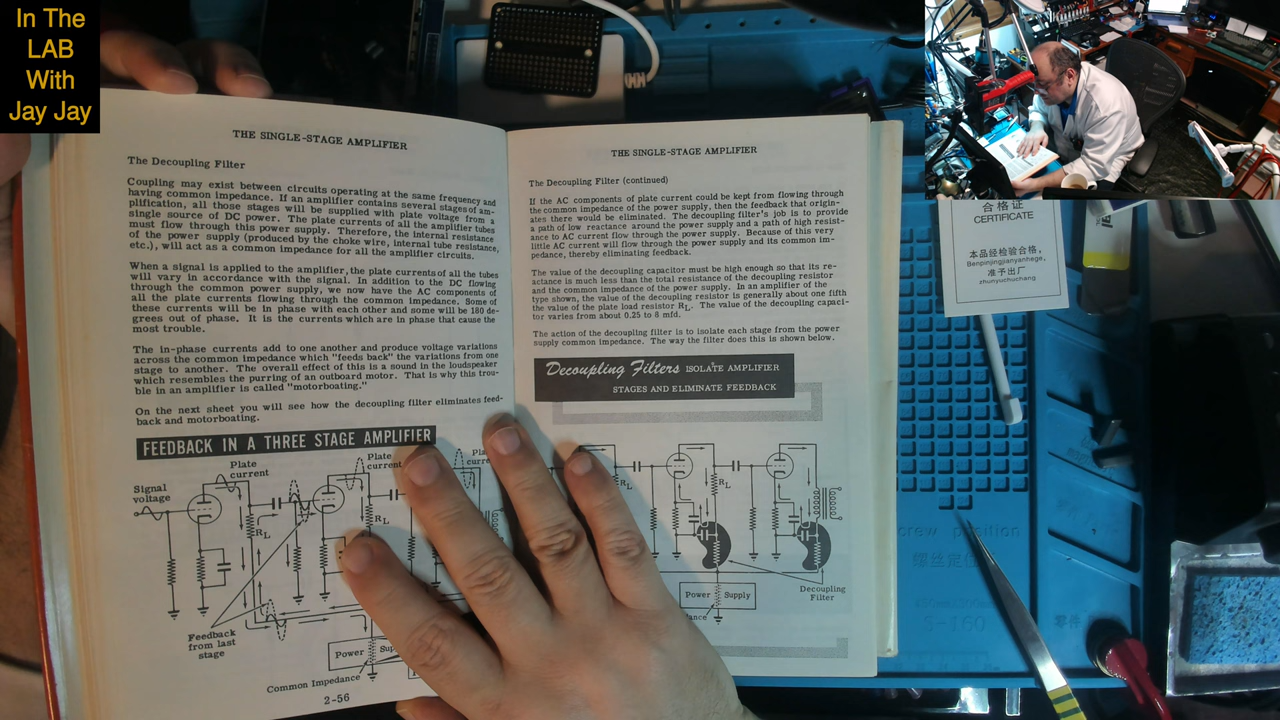 In The
LAB
With
Jay Jay
THE SINGLE-STAGE AMPLIFIER
The Decoupling Filter
Coupling may exist between circuits operating at the same frequency and
having common impedance. If an amplifier contains several stages of am-
plification, all those stages will be supplied with plate voltage from a
single source of DC power. The plate currents of all the amplifier tubes
must flow through this power supply. Therefore, the internal resistance
of the power supply (produced by the choke wire, internal tube resistance,
etc.), will act as a common impedance for all the amplifier circuits.
When a signal is applied to the amplifier, the plate currents of all the tubes
will vary in accordance with the signal. In addition to the DC flowing
through the common power supply, we now have the AC components of
all the plate currents flowing through the common impedance. Some of
these currents will be in phase with each other and some will be 180 de-
grees out of phase. It is the currents which are in phase that cause the
most trouble.
The in-phase currents add to one another and produce voltage variations
across the common impedance which "feeds back" the variations from one
stage to another. The overall effect of this is a sound in the loudspeaker
which resembles the purring of an outboard motor. That is why this trou-
ble in an amplifier is called "motorboating."
On the next sheet you will see how the decoupling filter eliminates feed-
back and motorboating.
FEEDBACK IN A THREE STAGE AMPLIFIER
Signal
voltage
Plate
current
Plate
current
RL
RL
Feedback
from last
stage
Power
Common Impedance
2-56
THE SINGLE-STAGE AMPLIFIER
The Decoupling Filter (continued)
If the AC components of plate current could be kept from flowing through
the common impedance of the power supply, then the feedback that origin-
ates there would be eliminated. The decoupling filter's job is to provide
a path of low reactance around the power supply and a path of high resist-
ance to AC current flow through the power supply. Because of this very
little AC current will flow through the power supply and its common im-
pedance, thereby eliminating feedback.
The value of the decoupling capacitor must be high enough so that its re-
actance is much less than the total resistance of the decoupling resistor
and the common impedance of the power supply. In an amplifier of the
type shown, the value of the decoupling resistor is generally about one fifth
the value of the plate load resistor RL. The value of the decoupling capaci-
tor varies from about 0.25 to 8 mfd.
The action of the decoupling filter is to isolate each stage from the power
supply common impedance. The way the filter does this is shown below.
Decoupling Filters ISOLATE AMPLIFIER
STAGES AND ELIMINATE FEEDBACK
RL
RL
Power Supply
Decoupling
Filter
合格证
CERTIFICATE
本品经检验合格,
Benpinjingjianyanhege,
准予出厂
zhunyuchuchang
crew position
螺丝定位
S-160
零件